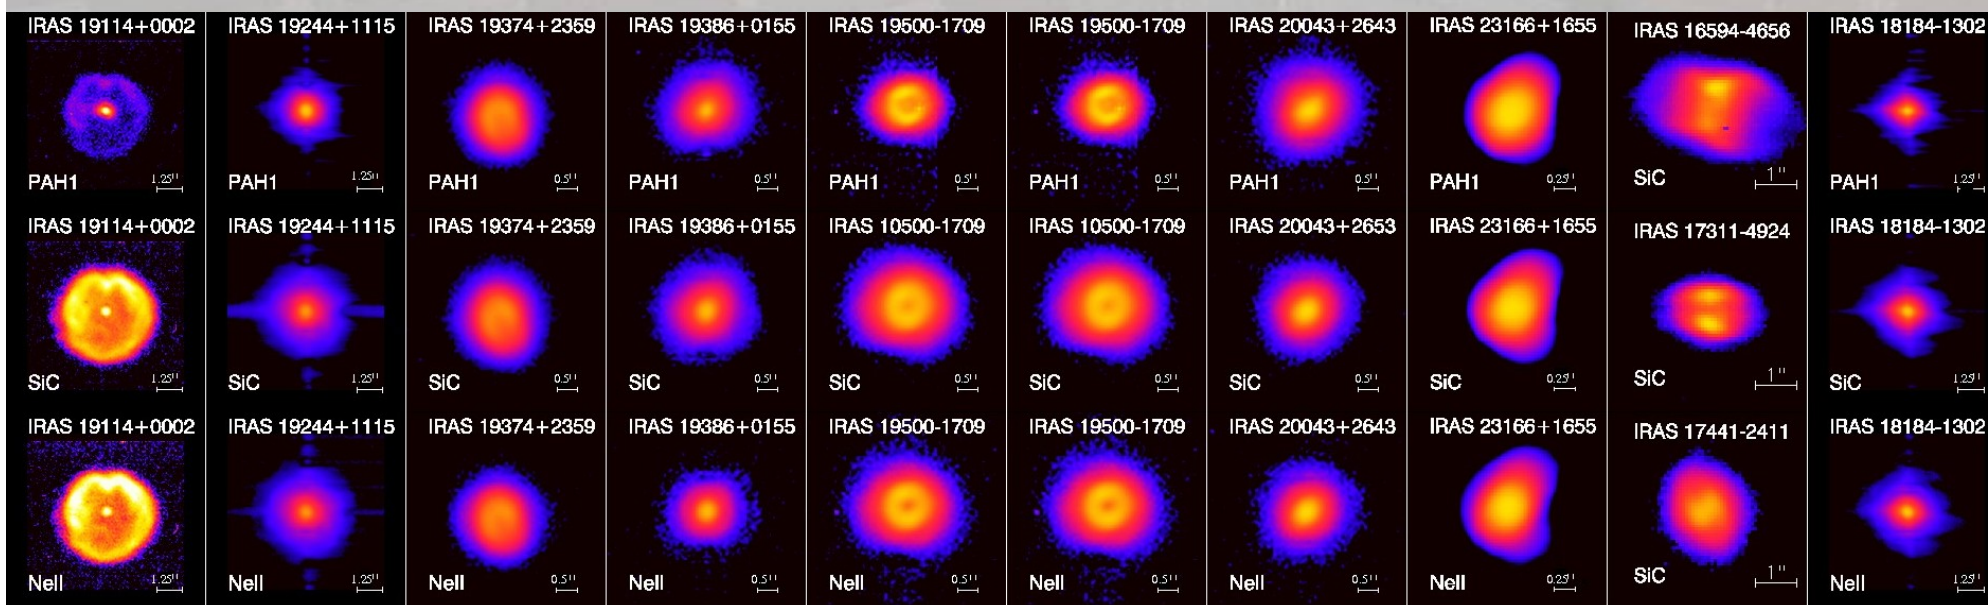 IRAS 19114+0002 IRAS 19244+1115 IRAS 19374+2359 IRAS 19386+0155 IRAS 19500-1709 IRAS 19500-1709 IRAS 20043+2643 IRAS 23166+1655 IRAS 16594-4656 IRAS 18184-1302
PAH1 1.25" PAH1 1.25" PAH1 0.5" PAH1 0.5" PAH1 0.5" PAH1 0.5" PAH1 0.5" PAH1 0.25" SiC 1" PAH1 1.25"
IRAS 19114+0002 IRAS 19244+1115 IRAS 19374+2359 IRAS 19386+0155 IRAS 10500-1709 IRAS 10500-1709 IRAS 20043+2653 IRAS 23166+1655 IRAS 17311-4924 IRAS 18184-1302
SiC 1.25" SiC 1.25" SiC 0.5" SiC 0.5" SiC 0.5" SiC 0.5" SiC 0.5" SiC 0.25" SiC 1" SiC 1.25"
IRAS 19114+0002 IRAS 19244+1115 IRAS 19374+2359 IRAS 19386+0155 IRAS 19500-1709 IRAS 19500-1709 IRAS 20043+2643 IRAS 23166+1655 IRAS 17441-2411 IRAS 18184-1302
NeII 1.25" NeII 1.25" NeII 0.5" NeII 0.5" NeII 0.5" NeII 0.5" NeII 0.5" NeII 0.25" SiC 1" NeII 1.25"